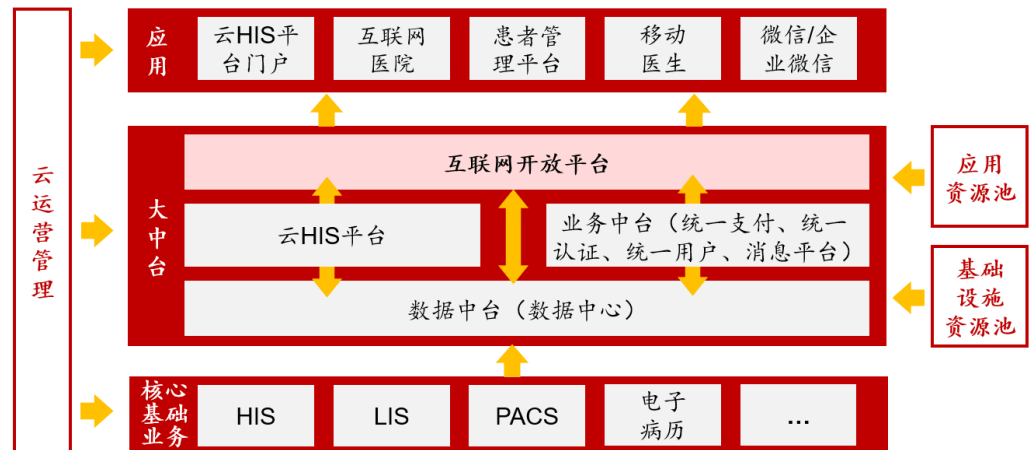 云运营管理
应用
云HIS平
台门户
互联网
医院
患者管
理平台
移动
医生
微信/企
业微信
大中台
互联网开放平台
云HIS平台
业务中台（统一支付、统一
认证、统一用户、消息平台）
数据中台（数据中心）
应用
资源池
基础
设施
资源池
核心
基础
业务
HIS
LIS
PACS
电子
病历
...